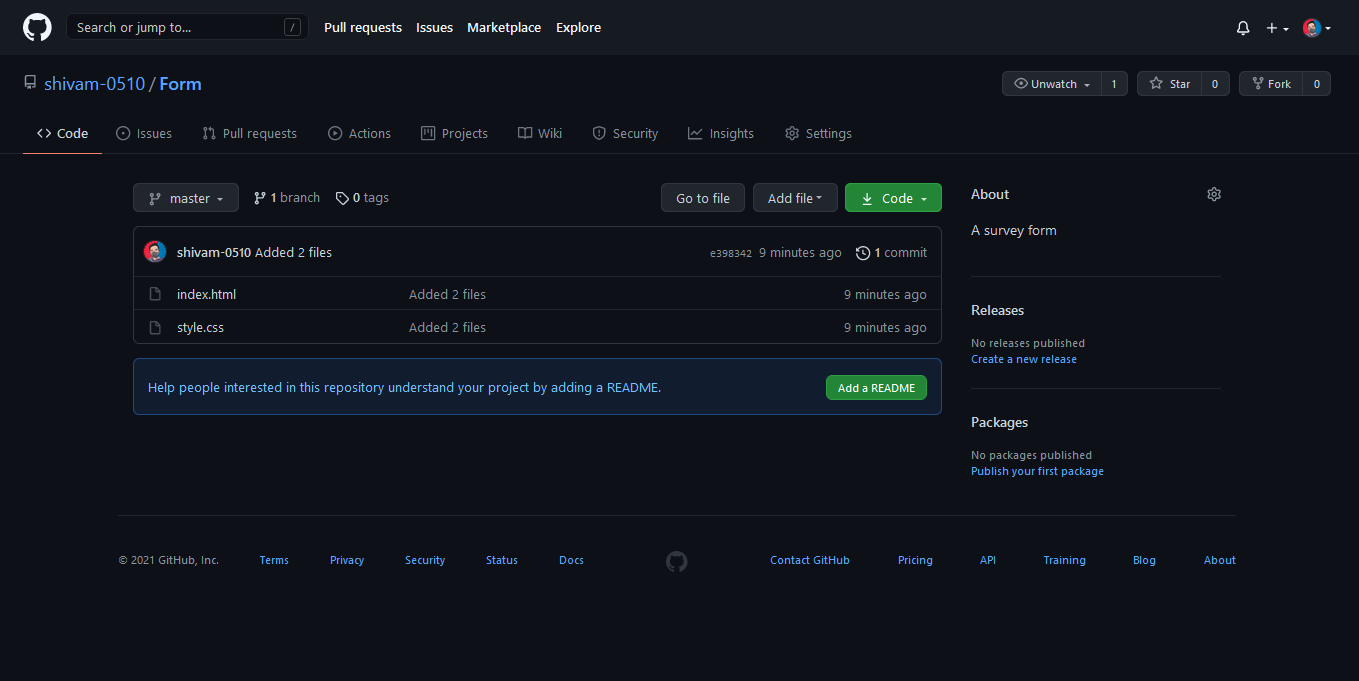 Search or jump to... / Pull requests Issues Marketplace Explore
shivam-0510 / Form Unwatch 1 Star 0 Fork 0
Code Issues Pull requests Actions Projects Wiki Security Insights Settings
master 1 branch 0 tags Go to file Add file Code
About
A survey form
shivam-0510 Added 2 files e398342 9 minutes ago 1 commit
index.html Added 2 files 9 minutes ago
style.css Added 2 files 9 minutes ago
Help people interested in this repository understand your project by adding a README. Add a README
Releases
No releases published
Create a new release
Packages
No packages published
Publish your first package
© 2021 GitHub, Inc. Terms Privacy Security Status Docs Contact GitHub Pricing API Training Blog About